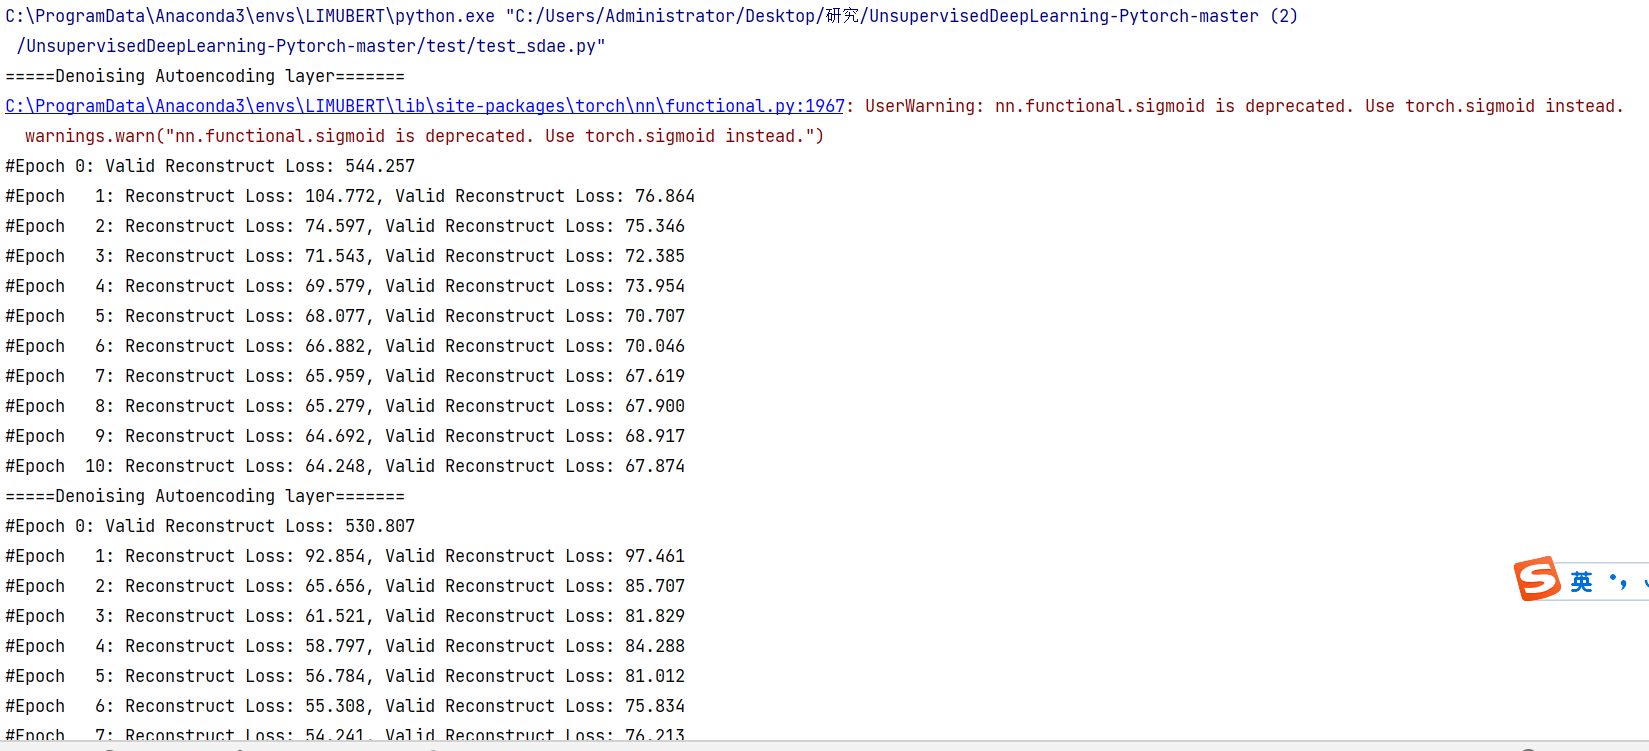 C:\ProgramData\Anaconda3\envs\LIMUBERT\python.exe "C:/Users/Administrator/Desktop/研究/UnsupervisedDeepLearning-Pytorch-master (2)
/UnsupervisedDeepLearning-Pytorch-master/test/test_sdae.py"
=====Denoising Autoencoding layer=======
C:\ProgramData\Anaconda3\envs\LIMUBERT\lib\site-packages\torch\nn\functional.py:1967: UserWarning: nn.functional.sigmoid is deprecated. Use torch.sigmoid instead.
warnings.warn("nn.functional.sigmoid is deprecated. Use torch.sigmoid instead.")
#Epoch 0: Valid Reconstruct Loss: 544.257
#Epoch   1: Reconstruct Loss: 104.772, Valid Reconstruct Loss: 76.864
#Epoch   2: Reconstruct Loss: 74.597, Valid Reconstruct Loss: 75.346
#Epoch   3: Reconstruct Loss: 71.543, Valid Reconstruct Loss: 72.385
#Epoch   4: Reconstruct Loss: 69.579, Valid Reconstruct Loss: 73.954
#Epoch   5: Reconstruct Loss: 68.077, Valid Reconstruct Loss: 70.707
#Epoch   6: Reconstruct Loss: 66.882, Valid Reconstruct Loss: 70.046
#Epoch   7: Reconstruct Loss: 65.959, Valid Reconstruct Loss: 67.619
#Epoch   8: Reconstruct Loss: 65.279, Valid Reconstruct Loss: 67.900
#Epoch   9: Reconstruct Loss: 64.692, Valid Reconstruct Loss: 68.917
#Epoch  10: Reconstruct Loss: 64.248, Valid Reconstruct Loss: 67.874
=====Denoising Autoencoding layer=======
#Epoch 0: Valid Reconstruct Loss: 530.807
#Epoch   1: Reconstruct Loss: 92.854, Valid Reconstruct Loss: 97.461
#Epoch   2: Reconstruct Loss: 65.656, Valid Reconstruct Loss: 85.707
S 英
#Epoch   3: Reconstruct Loss: 61.521, Valid Reconstruct Loss: 81.829
#Epoch   4: Reconstruct Loss: 58.797, Valid Reconstruct Loss: 84.288
#Epoch   5: Reconstruct Loss: 56.784, Valid Reconstruct Loss: 81.012
#Epoch   6: Reconstruct Loss: 55.308, Valid Reconstruct Loss: 75.834
#Epoch   7: Reconstruct Loss: 54.241, Valid Reconstruct Loss: 76.213